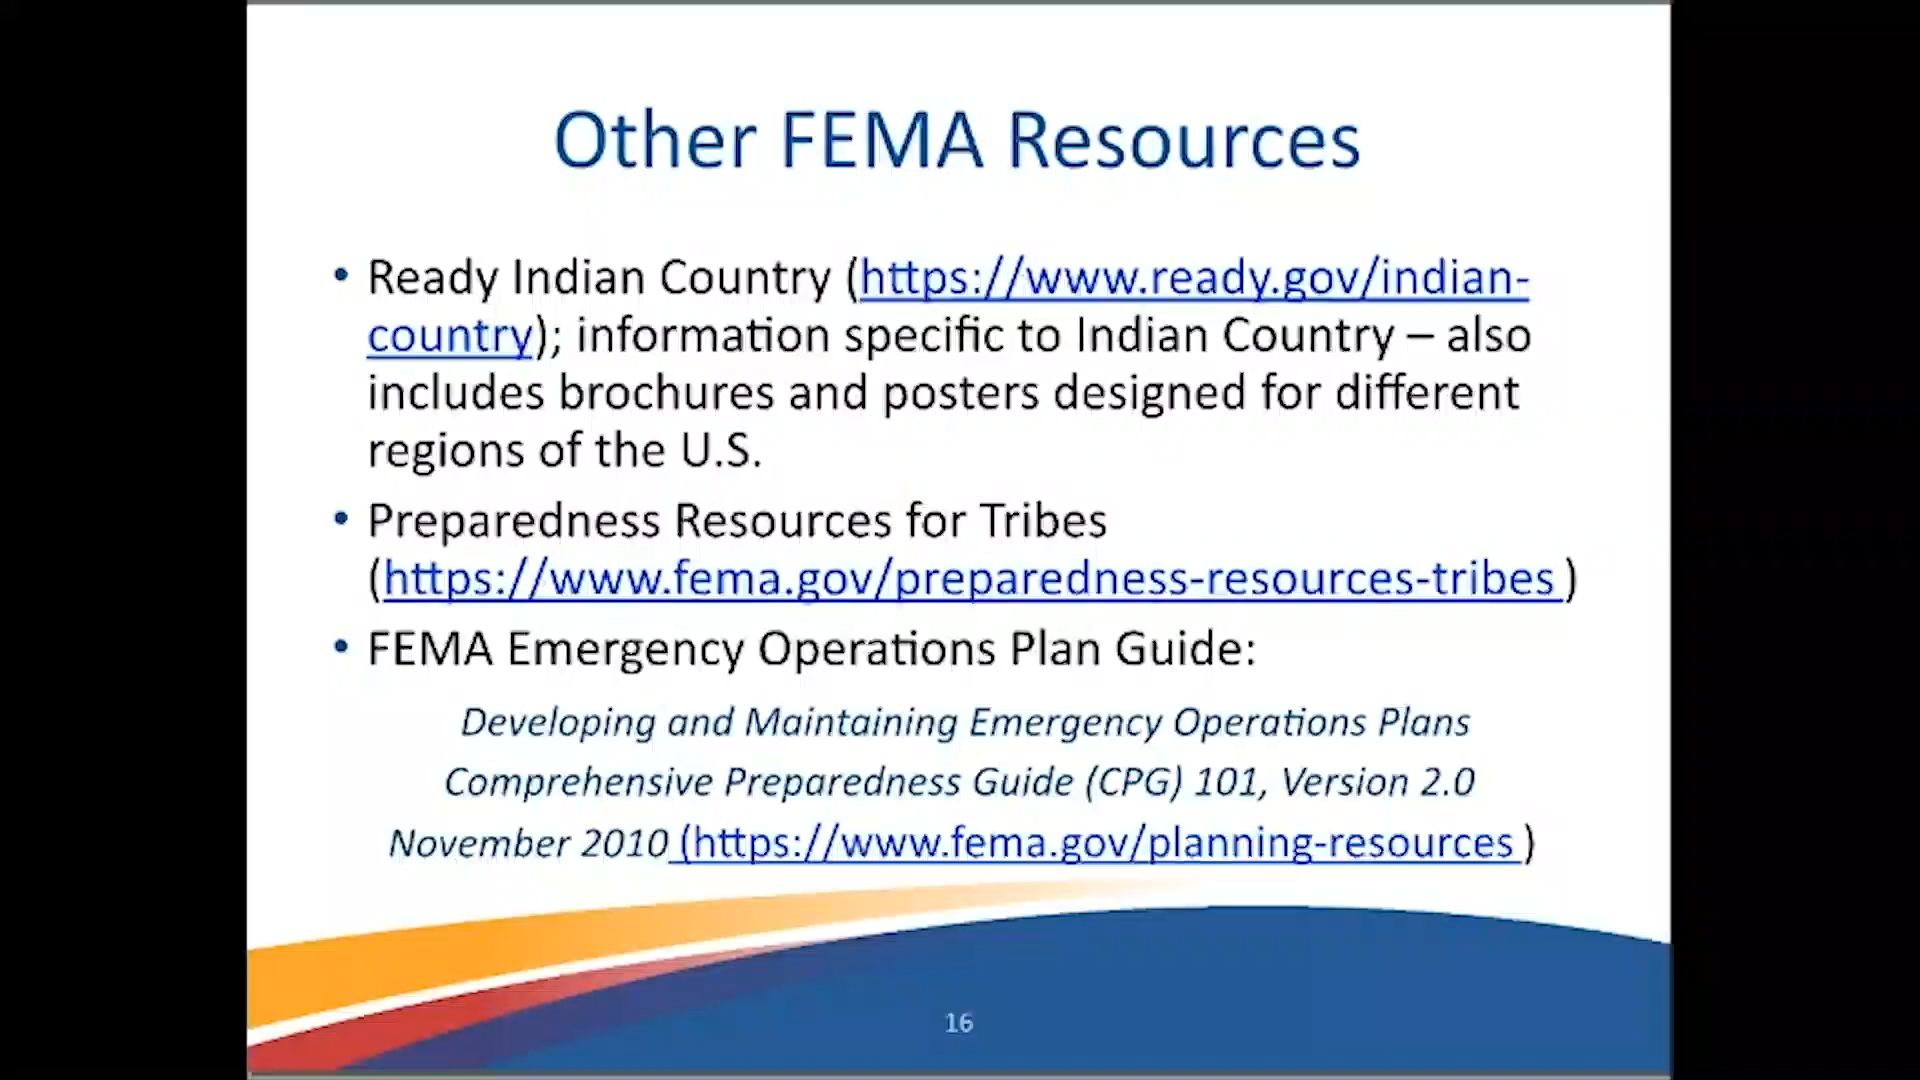 Other FEMA Resources
• Ready Indian Country (https://www.ready.gov/indian-
country); information specific to Indian Country – also
includes brochures and posters designed for different
regions of the U.S.
• Preparedness Resources for Tribes
(https://www.fema.gov/preparedness-resources-tribes )
• FEMA Emergency Operations Plan Guide:
Developing and Maintaining Emergency Operations Plans
Comprehensive Preparedness Guide (CPG) 101, Version 2.0
November 2010 (https://www.fema.gov/planning-resources )
16